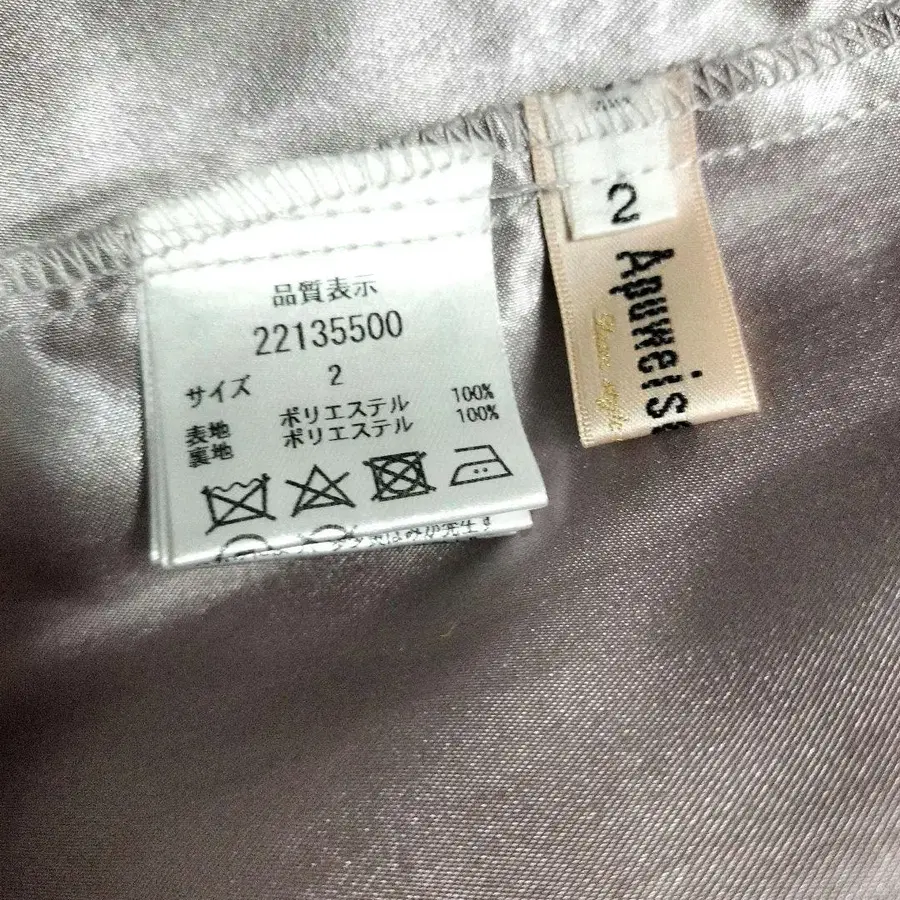 品質表示
22135500
サイズ 2
表地 ポリエステル 100%
裏地 ポリエステル 100%
2
Apuweis